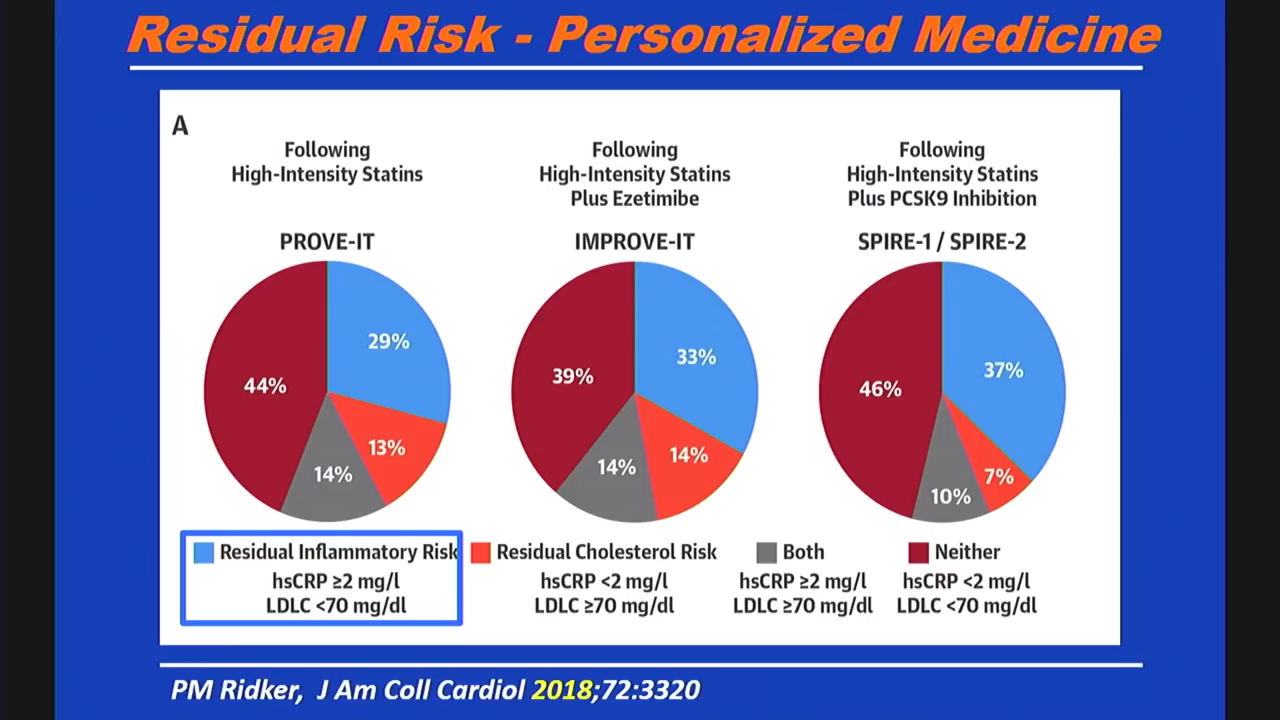 Residual Risk - Personalized Medicine
A
Following
High-Intensity Statins
PROVE-IT
Following
High-Intensity Statins
Plus Ezetimibe
IMPROVE-IT
Following
High-Intensity Statins
Plus PCSK9 Inhibition
SPIRE-1 / SPIRE-2
29%
13%
14%
44%
33%
14%
14%
39%
37%
7%
10%
46%
Residual Inflammatory Risk
hsCRP ≥2 mg/l
LDLC <70 mg/dl
Residual Cholesterol Risk
hsCRP <2 mg/l
LDLC ≥70 mg/dl
Both
hsCRP ≥2 mg/l
LDLC ≥70 mg/dl
Neither
hsCRP <2 mg/l
LDLC <70 mg/dl
PM Ridker, J Am Coll Cardiol 2018;72:3320